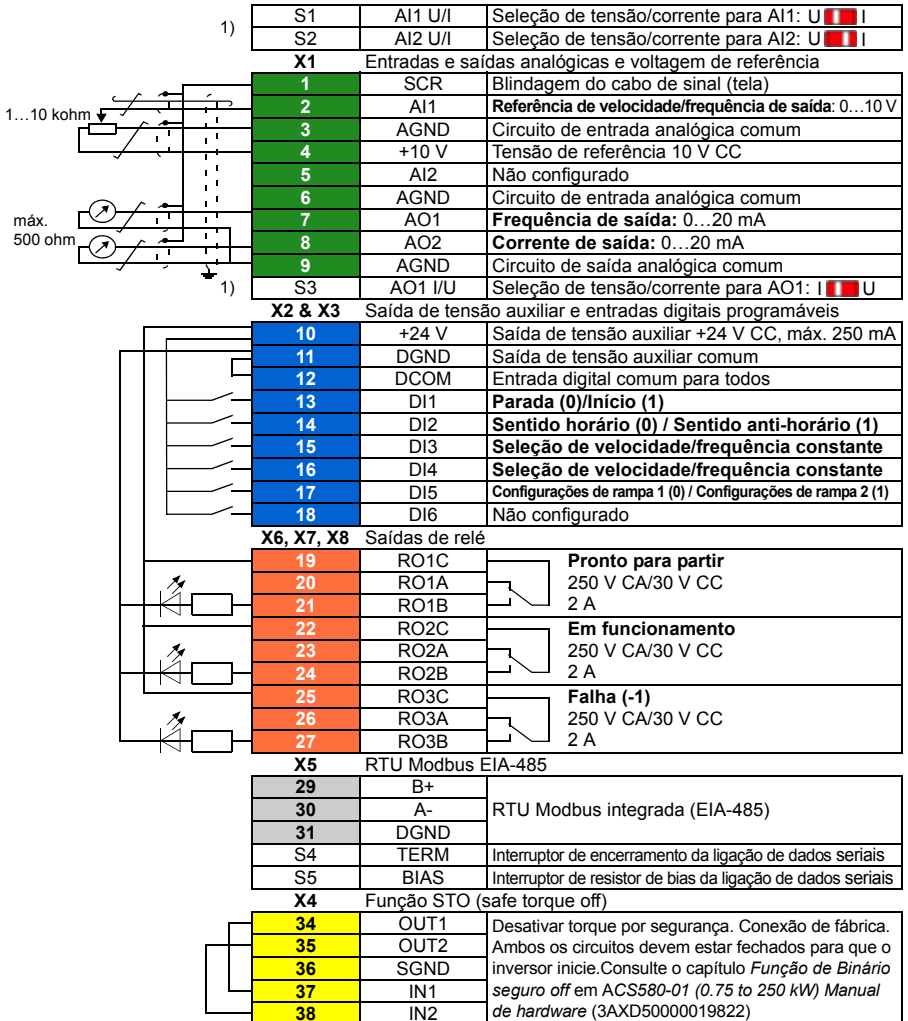 1)
S1 AI1 U/I Seleção de tensão/corrente para AI1: U I
S2 AI2 U/I Seleção de tensão/corrente para AI2: U I
X1 Entradas e saídas analógicas e voltagem de referência
1 SCR Blindagem do cabo de sinal (tela)
1…10 kohm
2 AI1 Referência de velocidade/frequência de saída: 0…10 V
3 AGND Circuito de entrada analógica comum
4 +10 V Tensão de referência 10 V CC
5 AI2 Não configurado
6 AGND Circuito de entrada analógica comum
máx.
500 ohm
7 AO1 Frequência de saída: 0…20 mA
8 AO2 Corrente de saída: 0…20 mA
9 AGND Circuito de saída analógica comum
1)
S3 AO1 I/U Seleção de tensão/corrente para AO1: I U
X2 & X3 Saída de tensão auxiliar e entradas digitais programáveis
10 +24 V Saída de tensão auxiliar +24 V CC, máx. 250 mA
11 DGND Saída de tensão auxiliar comum
12 DCOM Entrada digital comum para todos
13 DI1 Parada (0)/Início (1)
14 DI2 Sentido horário (0) / Sentido anti-horário (1)
15 DI3 Seleção de velocidade/frequência constante
16 DI4 Seleção de velocidade/frequência constante
17 DI5 Configurações de rampa 1 (0) / Configurações de rampa 2 (1)
18 DI6 Não configurado
X6, X7, X8 Saídas de relé
19 RO1C Pronto para partir
20 RO1A 250 V CA/30 V CC
21 RO1B 2 A
22 RO2C Em funcionamento
23 RO2A 250 V CA/30 V CC
24 RO2B 2 A
25 RO3C Falha (-1)
26 RO3A 250 V CA/30 V CC
27 RO3B 2 A
X5 RTU Modbus EIA-485
29 B+
30 A- RTU Modbus integrada (EIA-485)
31 DGND
S4 TERM Interruptor de encerramento da ligação de dados seriais
S5 BIAS Interruptor de resistor de bias da ligação de dados seriais
X4 Função STO (safe torque off)
34 OUT1 Desativar torque por segurança. Conexão de fábrica.
35 OUT2 Ambos os circuitos devem estar fechados para que o
36 SGND inversor inicie.Consulte o capítulo Função de Binário
37 IN1 seguro off em ACS580-01 (0.75 to 250 kW) Manual
38 IN2 de hardware (3AXD50000019822)